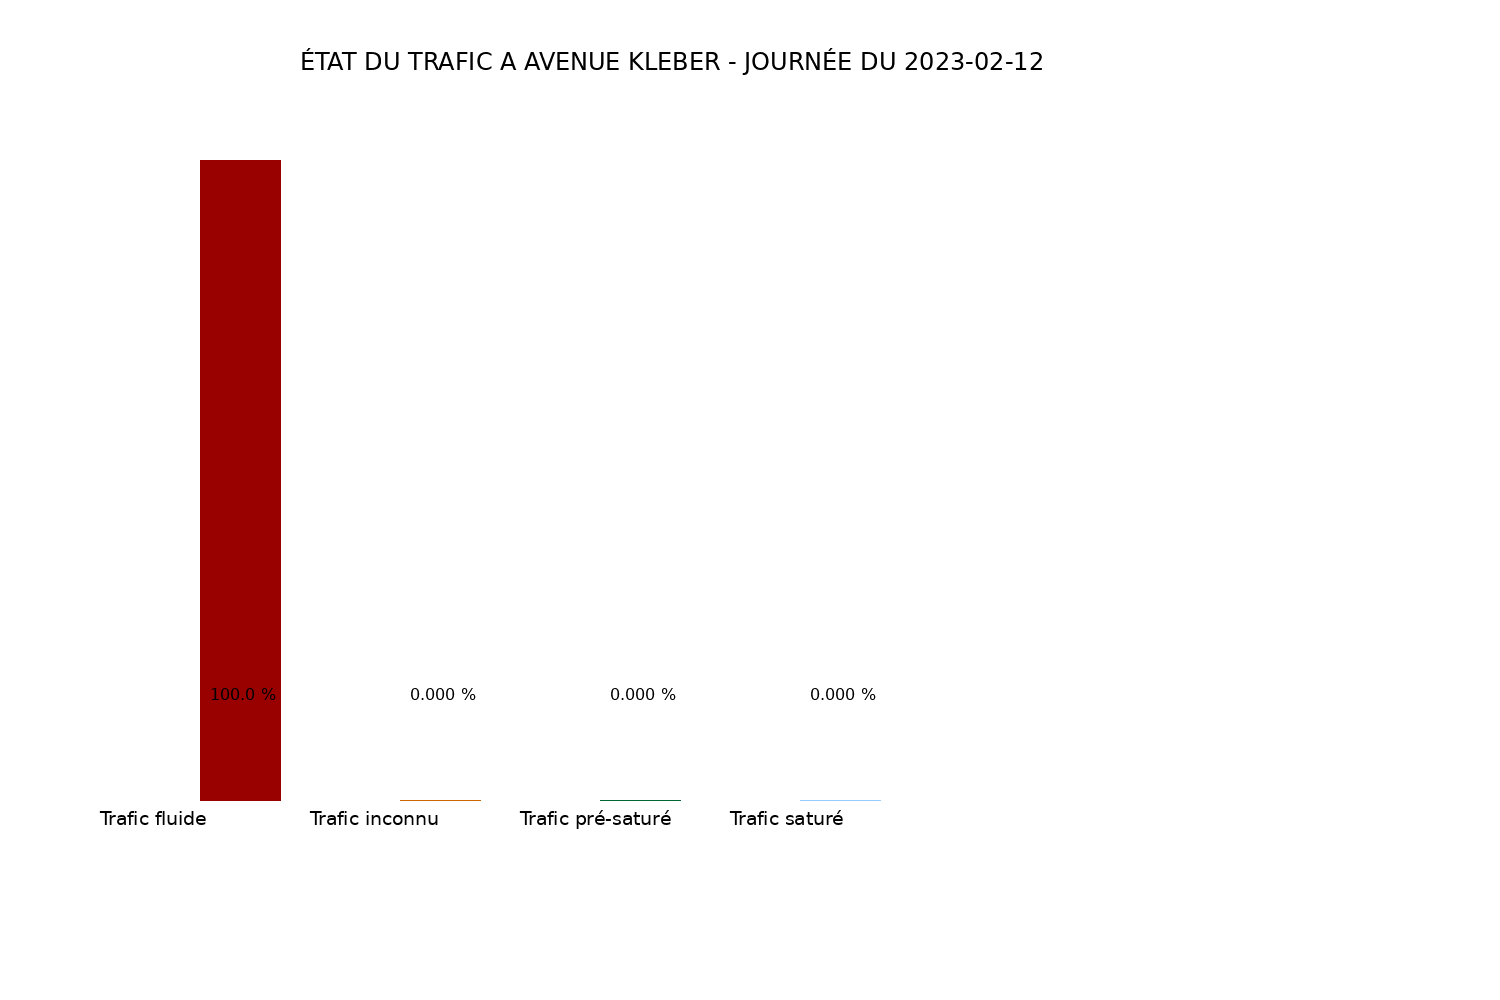 ÉTAT DU TRAFIC A AVENUE KLEBER - JOURNÉE DU 2023-02-12
100.0 % 0.000 % 0.000 % 0.000 %
Trafic fluide Trafic inconnu Trafic pré-saturé Trafic saturé